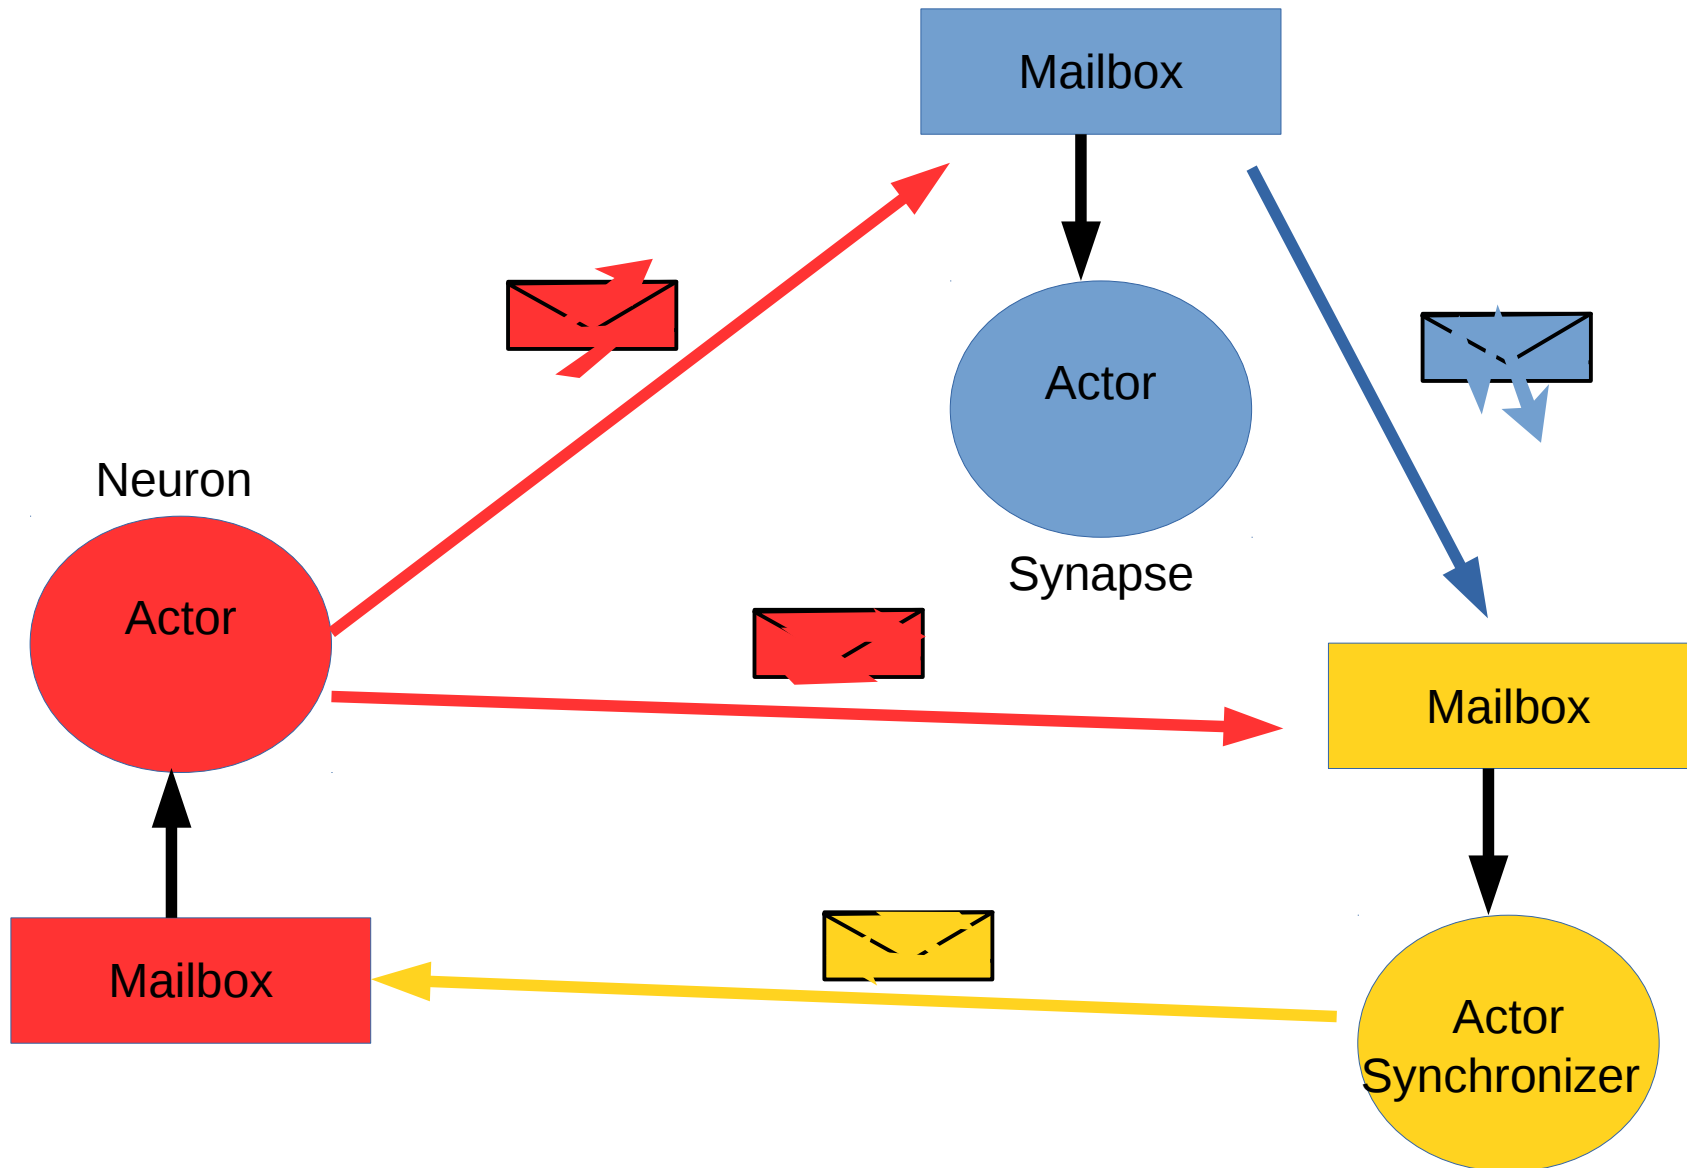 Mailbox
Actor
Synapse
Neuron
Actor
Mailbox
Mailbox
Actor
Synchronizer